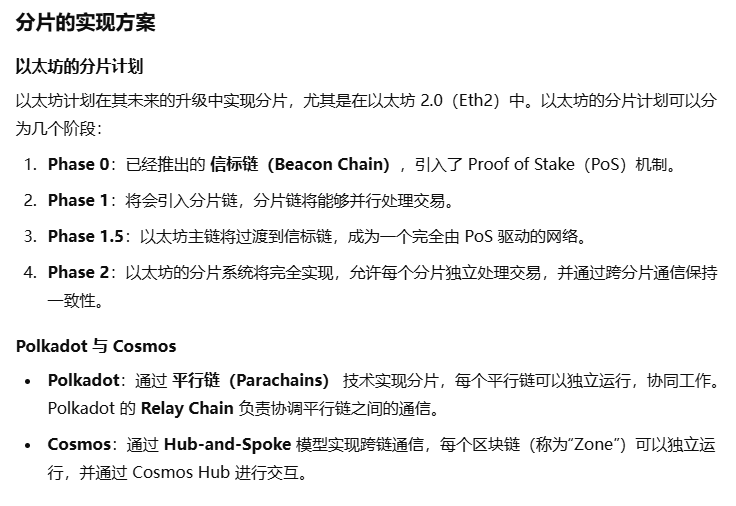 分片的实现方案
以太坊的分片计划
以太坊计划在其未来的升级中实现分片，尤其是在以太坊 2.0（Eth2）中。以太坊的分片计划可以分
为几个阶段：
1. Phase 0：已经推出的 信标链（Beacon Chain），引入了 Proof of Stake（PoS）机制。
2. Phase 1：将会引入分片链，分片链将能够并行处理交易。
3. Phase 1.5：以太坊主链将过渡到信标链，成为一个完全由 PoS 驱动的网络。
4. Phase 2：以太坊的分片系统将完全实现，允许每个分片独立处理交易，并通过跨分片通信保持
一致性。
Polkadot 与 Cosmos
• Polkadot：通过 平行链（Parachains） 技术实现分片，每个平行链可以独立运行，协同工作。
Polkadot 的 Relay Chain 负责协调平行链之间的通信。
• Cosmos：通过 Hub-and-Spoke 模型实现跨链通信，每个区块链（称为“Zone”）可以独立运
行，并通过 Cosmos Hub 进行交互。